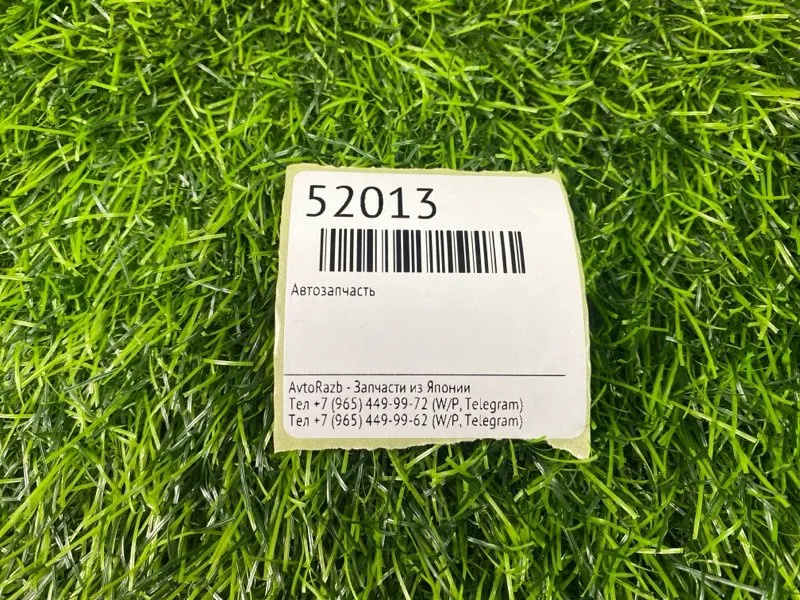 52013
Автозапчасть
AvtoRazb - Запчасти из Японии
Тел +7 (965) 449-99-72 (W/P, Telegram)
Тел +7 (965) 449-99-62 (W/P, Telegram)